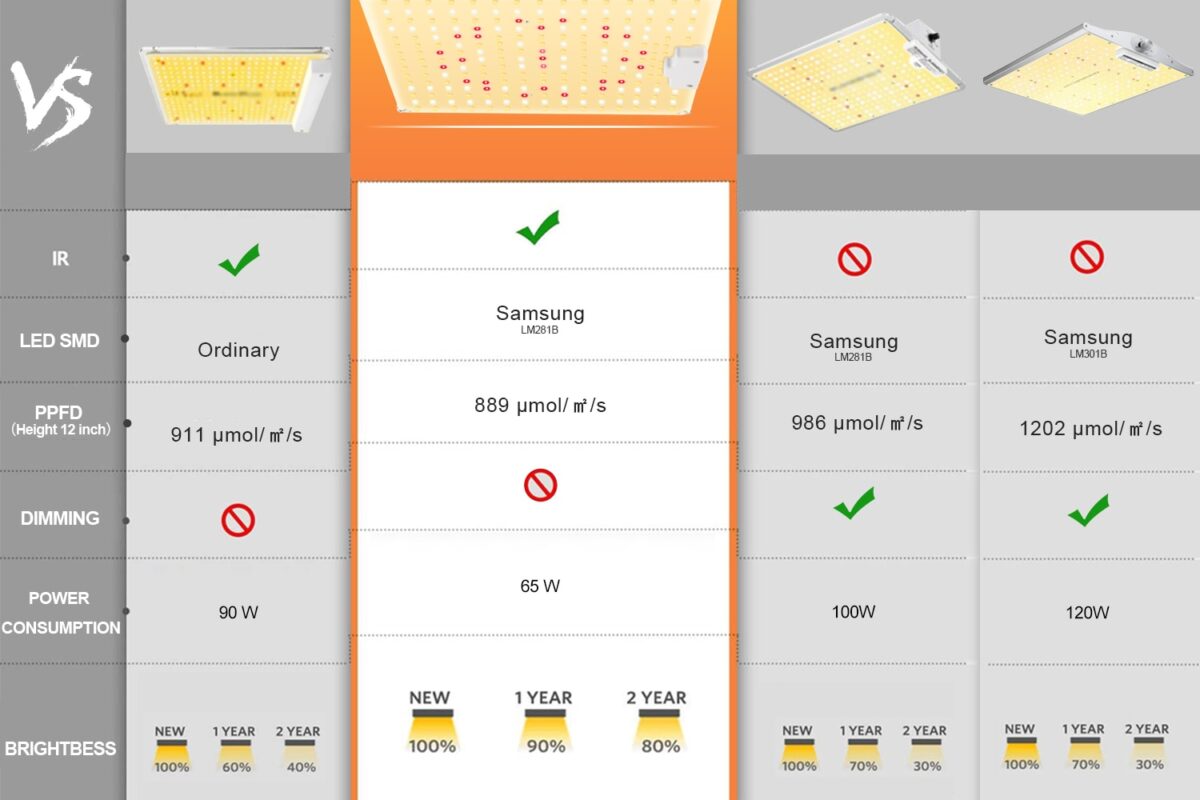 VS
IR
LED SMD
Ordinary
Samsung
LM281B
Samsung
LM281B
Samsung
LM301B
PPFD
(Height 12 inch)
911 μmol/㎡/s
889 μmol/㎡/s
986 μmol/㎡/s
1202 μmol/㎡/s
DIMMING
POWER
CONSUMPTION
90 W
65 W
100W
120W
BRIGHTBESS
NEW 1 YEAR 2 YEAR
100% 60% 40%
NEW 1 YEAR 2 YEAR
100% 90% 80%
NEW 1 YEAR 2 YEAR
100% 70% 30%
NEW 1 YEAR 2 YEAR
100% 70% 30%